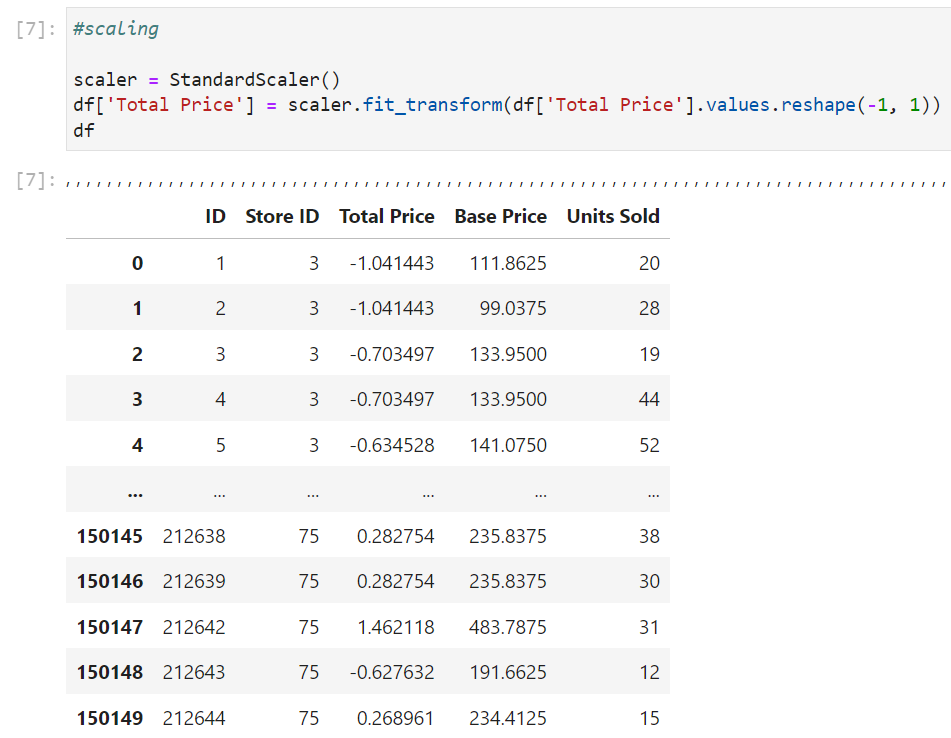 [7]: #scaling
scaler = StandardScaler()
df['Total Price'] = scaler.fit_transform(df['Total Price'].values.reshape(-1, 1))
df
[7]: ,,,,,,,,,,,,,,,,,,,,,,,,,,,,,,,,,,,,,,,,,,,,,,,,,,,,,,,,,,,,,,,,,,,,,,,,,,,,,,,,,,,,,,,
ID Store ID Total Price Base Price Units Sold
0 1 3 -1.041443 111.8625 20
1 2 3 -1.041443 99.0375 28
2 3 3 -0.703497 133.9500 19
3 4 3 -0.703497 133.9500 44
4 5 3 -0.634528 141.0750 52
... ... ... ... ... ...
150145 212638 75 0.282754 235.8375 38
150146 212639 75 0.282754 235.8375 30
150147 212642 75 1.462118 483.7875 31
150148 212643 75 -0.627632 191.6625 12
150149 212644 75 0.268961 234.4125 15